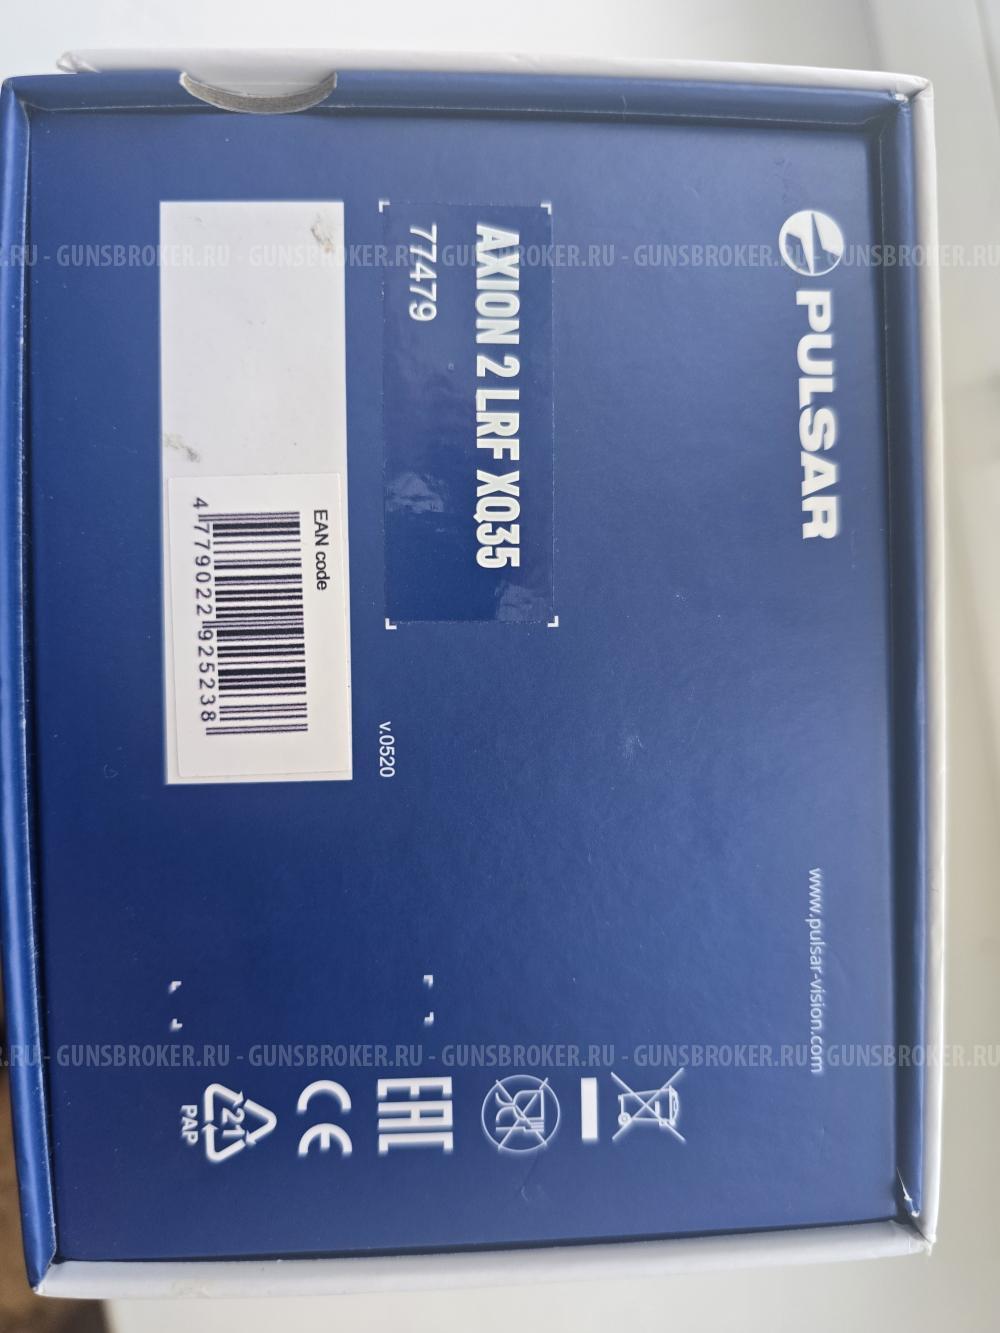 PULSAR
www.pulsar-vision.com
AXION 2 LRF XQ35
77479
v.0520
EAN code
4 779022 925238
EAC
CE
21
PAP
.RU - GUNSBROKER.RU - GUNSBROKER.RU - GUNSBROKER.RU - GUNSBROKER.RU - GUNSBROKER
.RU - GUNSBROKER.RU - GUNSBROKER.RU - GUNSBROKER.RU - GUNSBROKER.RU - GUNSBROKER